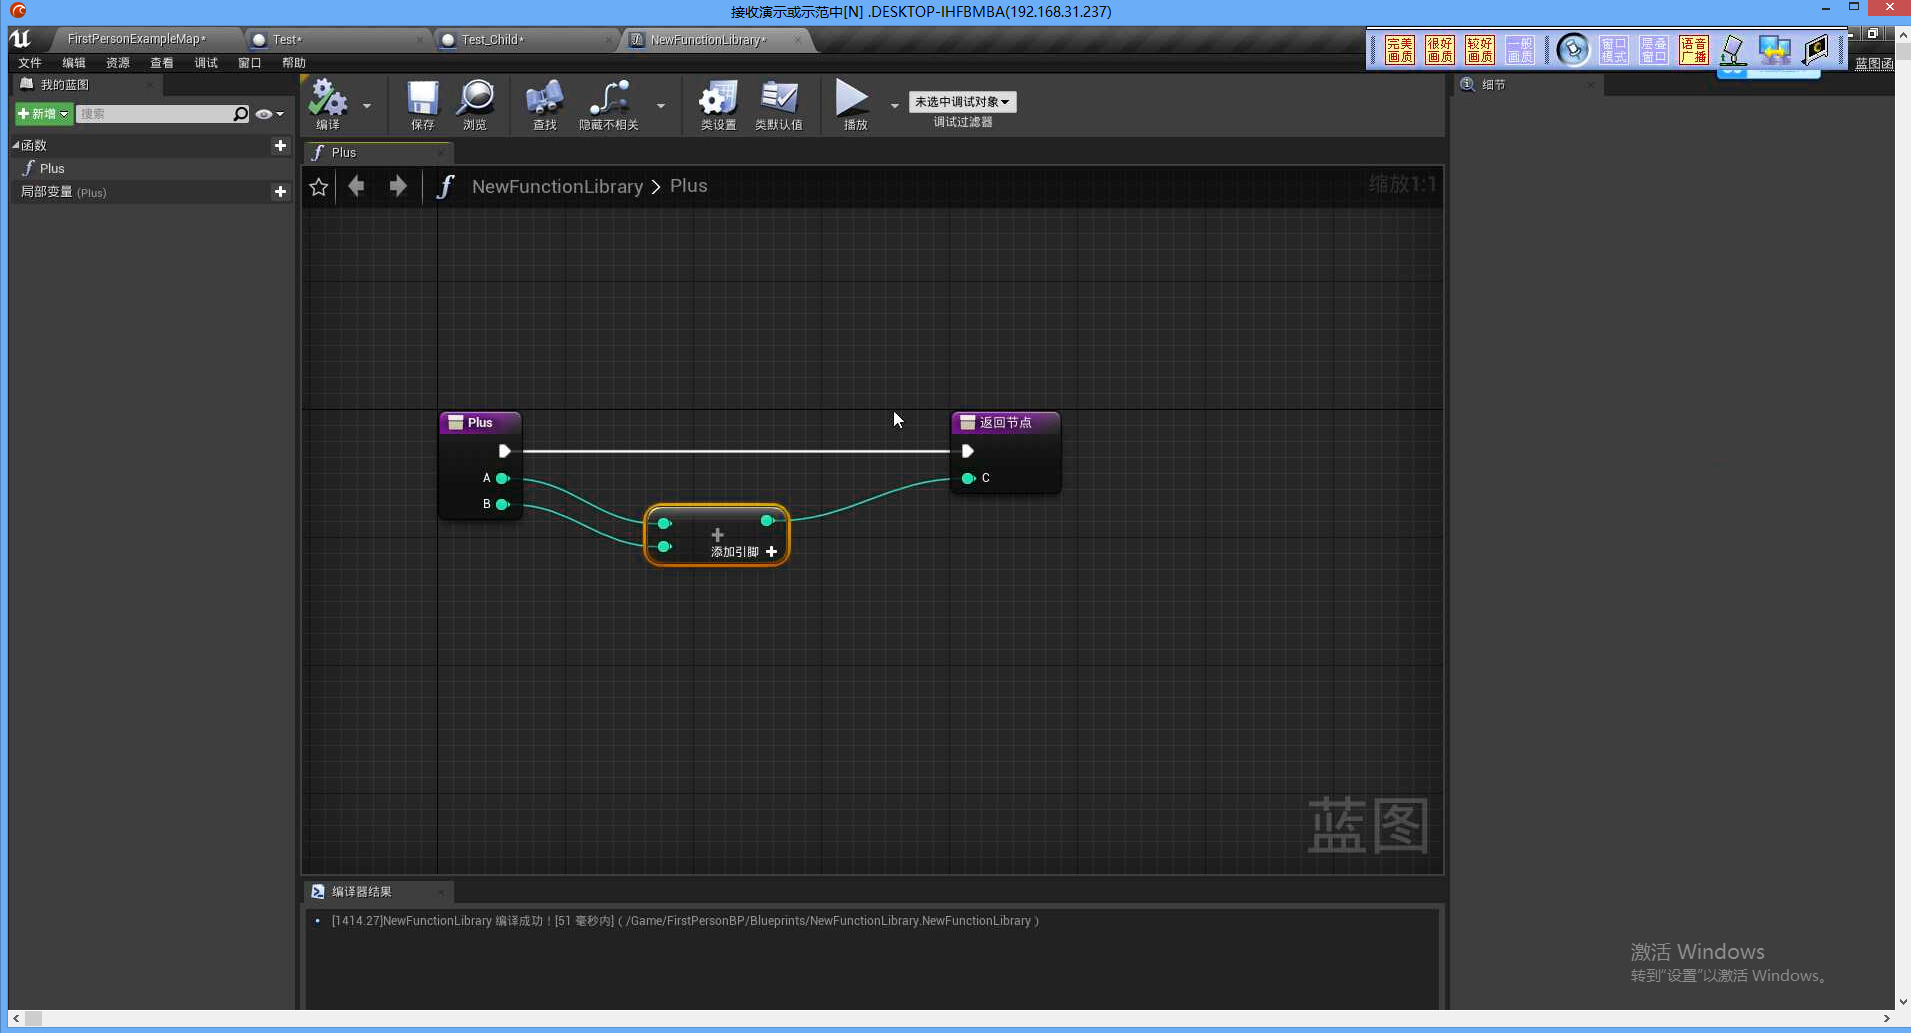 接收演示或示范中[N] .DESKTOP-IHFBMBA(192.168.31.237)
FirstPersonExampleMap*
Test*
Test_Child*
NewFunctionLibrary*
完美画质
很好画质
较好画质
一般画质
窗口模式
层叠窗口
语音广播
文件 编辑 资源 查看 调试 窗口 帮助
蓝图函
我的蓝图
细节
新增
搜索
编译
保存
浏览
查找
隐藏不相关
类设置
类默认值
播放
未选中调试对象
调试过滤器
函数
Plus
局部变量 (Plus)
Plus
NewFunctionLibrary > Plus
缩放1:1
Plus
A
B
添加引脚
返回节点
C
蓝图
编译器结果
[1414.27]NewFunctionLibrary 编译成功！[51 毫秒内] ( /Game/FirstPersonBP/Blueprints/NewFunctionLibrary.NewFunctionLibrary )
激活 Windows
转到"设置"以激活 Windows。